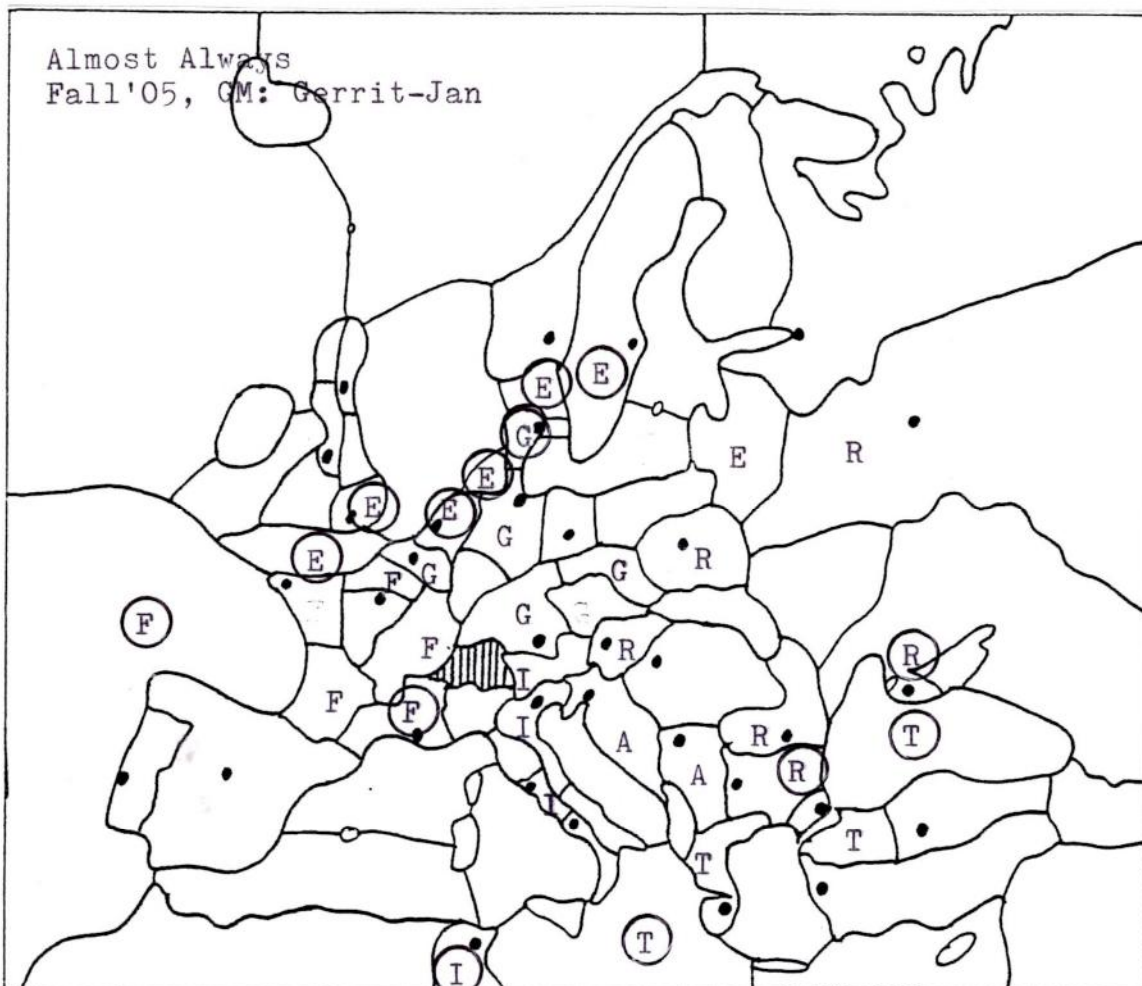 Almost Always
Fall'05, GM: Gerrit-Jan
E E
G
E R
E
E E
G R
E F G G
F G
F R R
I
F F I A R T
A R
I T
T
T
I